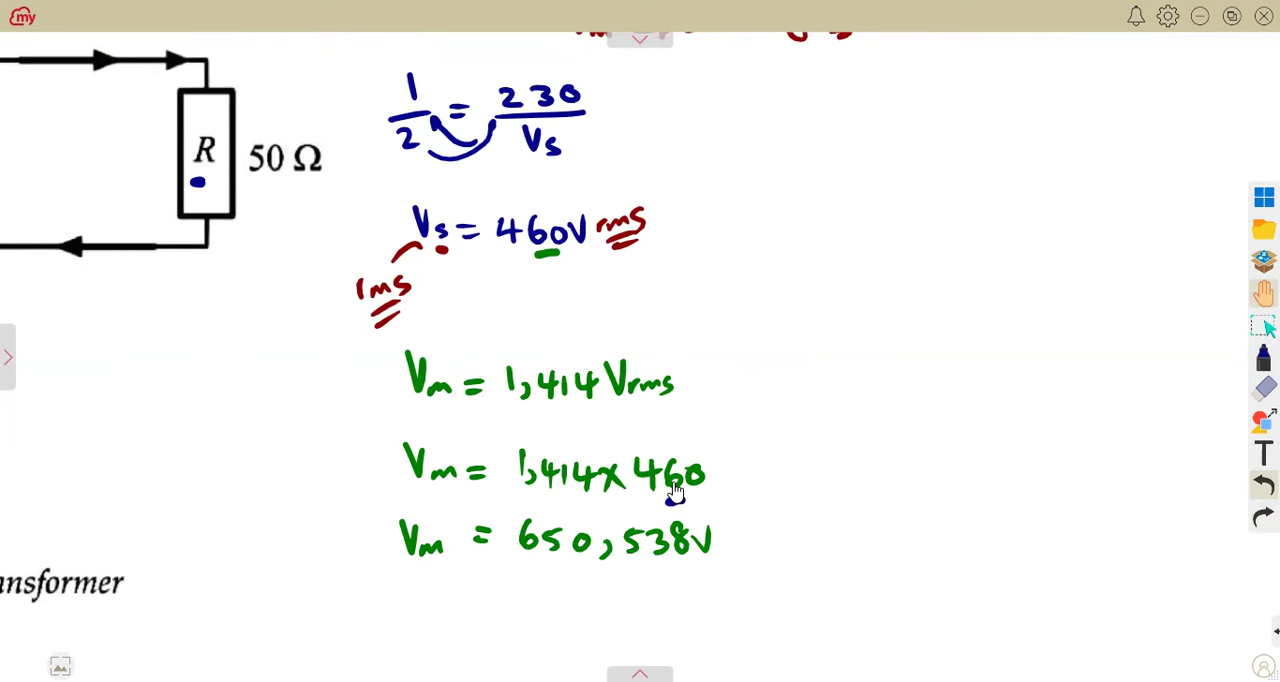 my
1/2 = 230/Vs
R
50 Ω
Vs = 460V rms
rms
Vm = 1,414 Vrms
Vm = 1,414 x 460
Vm = 650,538V
ansformer
T